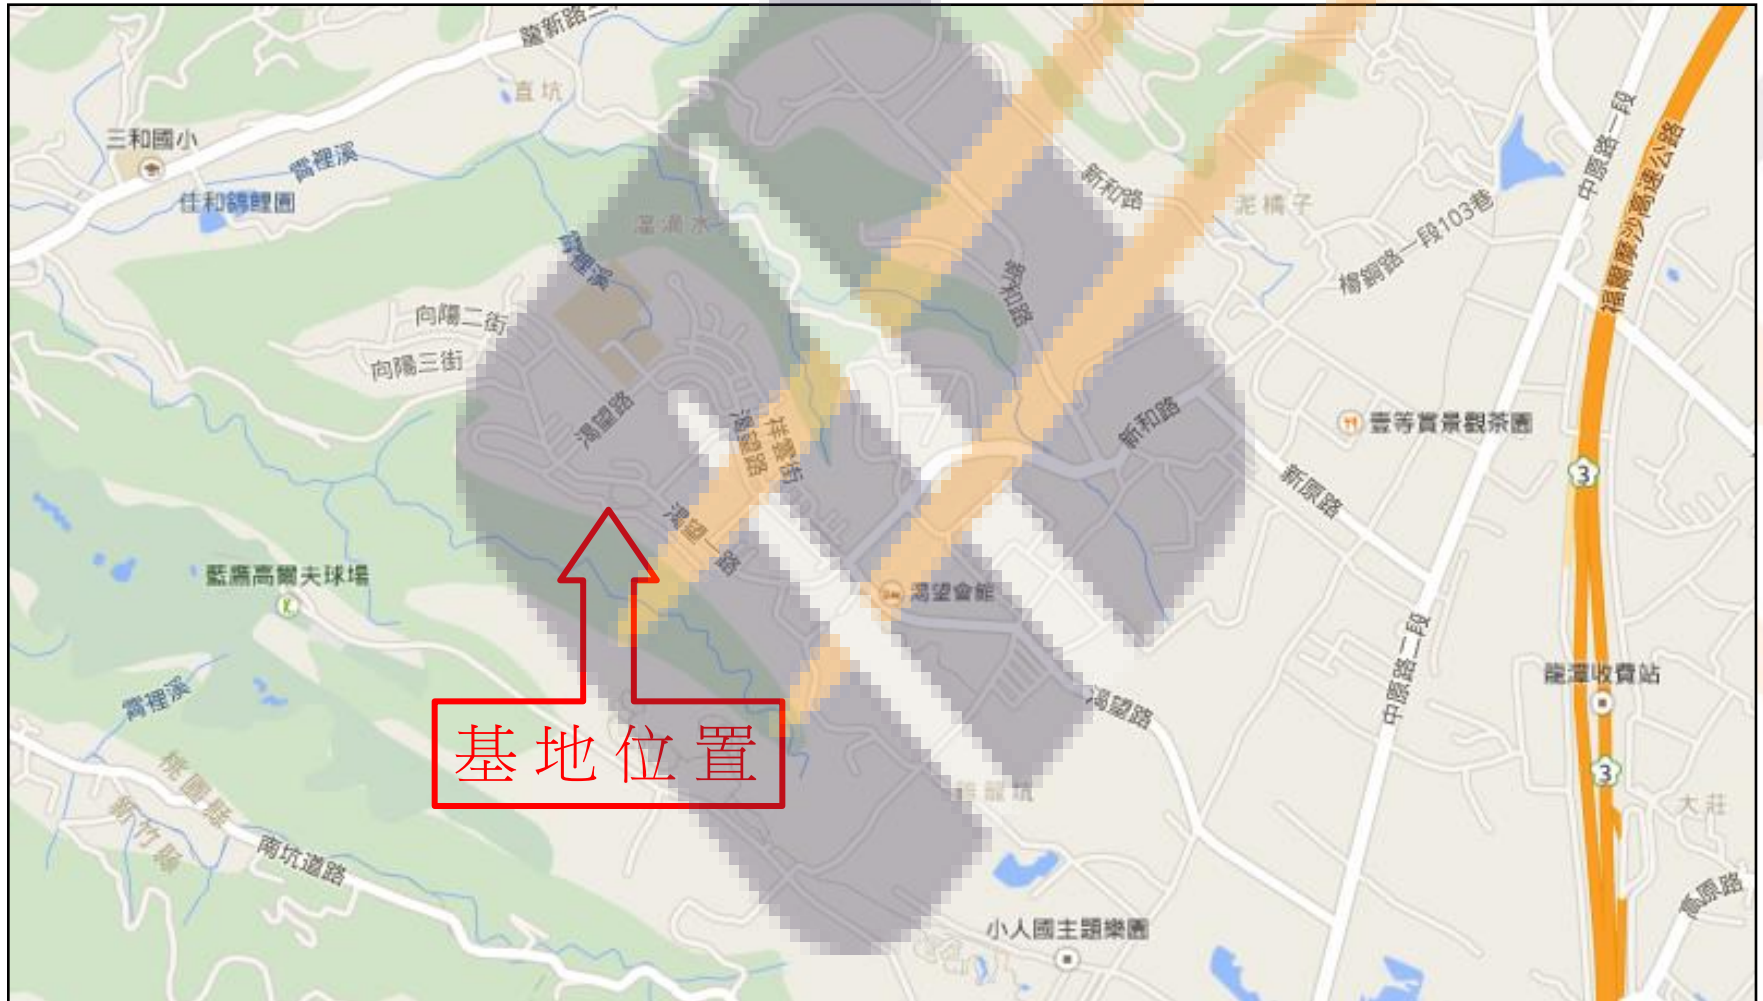 龍新路三
直坑
三和國小
霄裡溪
佳和錦鯉園
新和路
泥橋子
中原路一段
福爾摩沙高速公路
楊銅路一段103巷
霄裡溪
新和路
向陽二街
向陽三街
渴望路
祥雲街
渴望路
新和路
壹等賞景觀茶園
3
新原路
渴望一路
藍鷹高爾夫球場
渴望會館
中原路二段
龍潭收費站
霄裡溪
渴望路
基地位置
3
桃園縣
新竹縣
大莊
南坑道路
高原路
小人國主題樂園